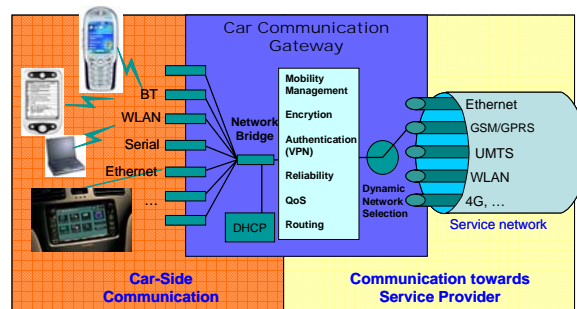 Car Communication
Gateway
BT
WLAN
Serial
Ethernet
...
Network
Bridge
DHCP
Mobility
Management
Encrytion
Authentication
(VPN)
Reliability
QoS
Routing
Dynamic
Network
Selection
Ethernet
GSM/GPRS
UMTS
WLAN
4G, ...
Service network
Car-Side
Communication
Communication towards
Service Provider